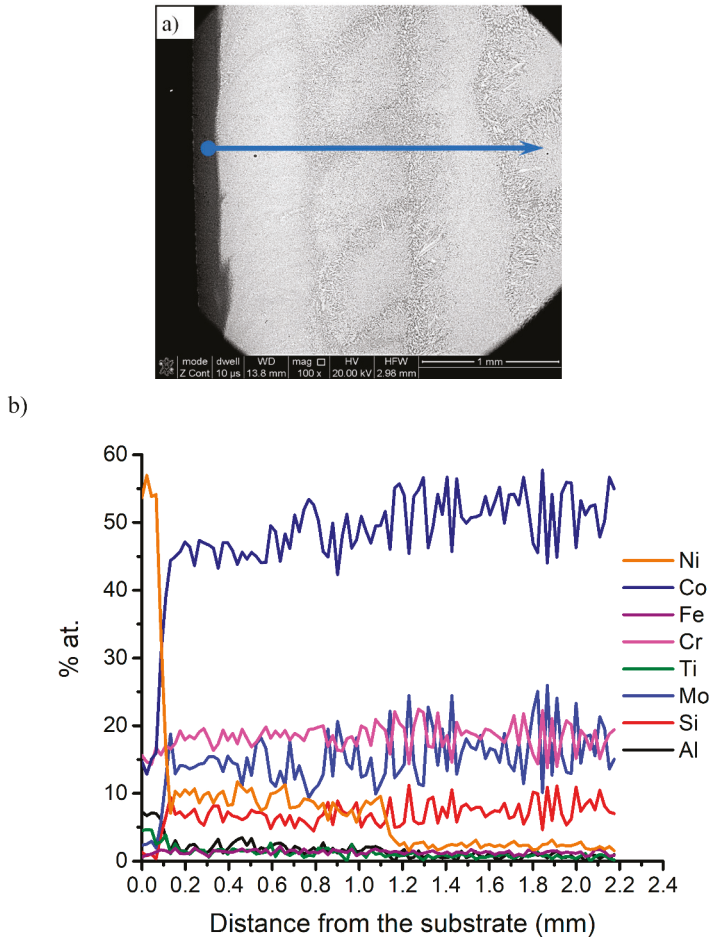 a)
mode dwell WD mag HV HFW 1 mm
Z Cont 10 µs 13.8 mm 100 x 20.00 kV 2.98 mm
b)
60
50
40
30
20
10
0
% at.
Ni
Co
Fe
Cr
Ti
Mo
Si
Al
0.0 0.2 0.4 0.6 0.8 1.0 1.2 1.4 1.6 1.8 2.0 2.2 2.4
Distance from the substrate (mm)